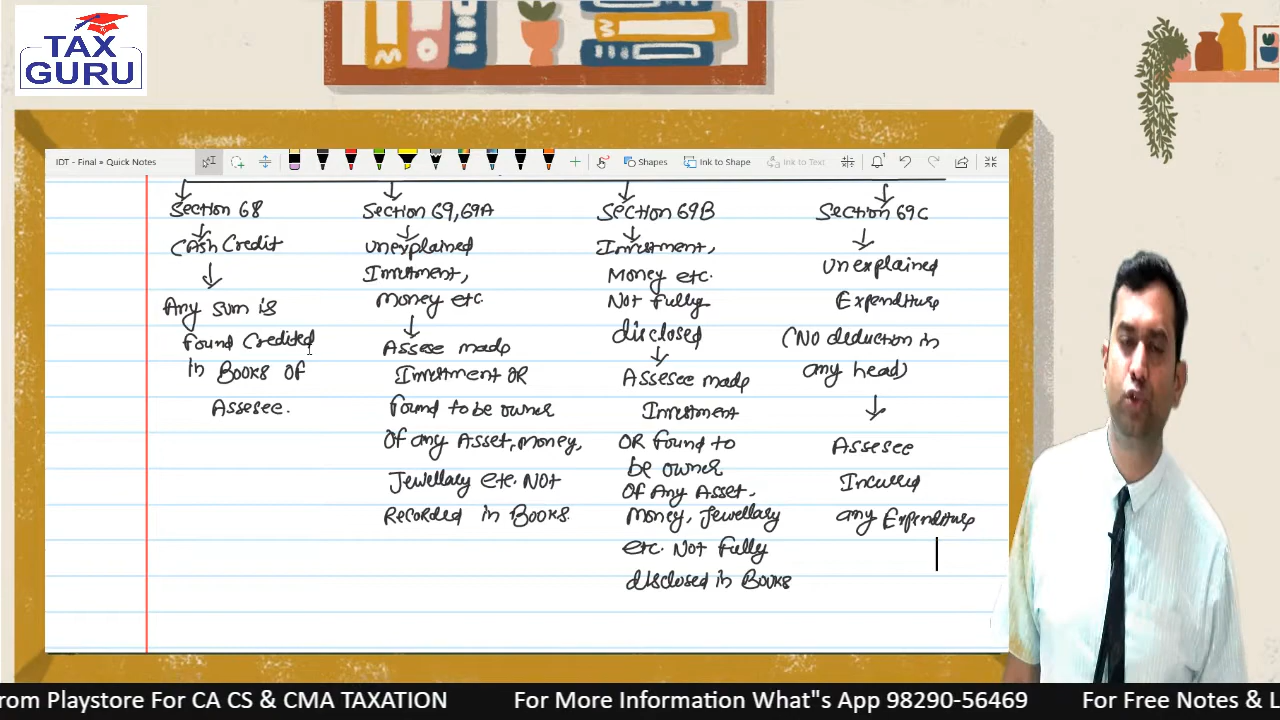 TAX
GURU
IDT - Final » Quick Notes
Shapes
Ink to Shape
Ink to Text
Section 68
Cash Credit
Any sum is
found Credited
in Books of
Assesee.
Section 69,69A
unexplained
Investment,
Money etc.
Assesee made
Investment OR
found to be owner
of any Asset, money,
Jewellary etc. Not
Recorded in Books.
Section 69B
Investment,
Money etc.
Not fully
disclosed
Assesee made
Investment
OR found to
be owner
of Any Asset.
Money, Jewellary
etc. Not fully
disclosed in Books
Section 69C
unexplained
Expenditure
(No deduction in
any head)
Assesee
Incurred
any Expenditure
rom Playstore For CA CS & CMA TAXATION For More Information What"s App 98290-56469 For Free Notes & L